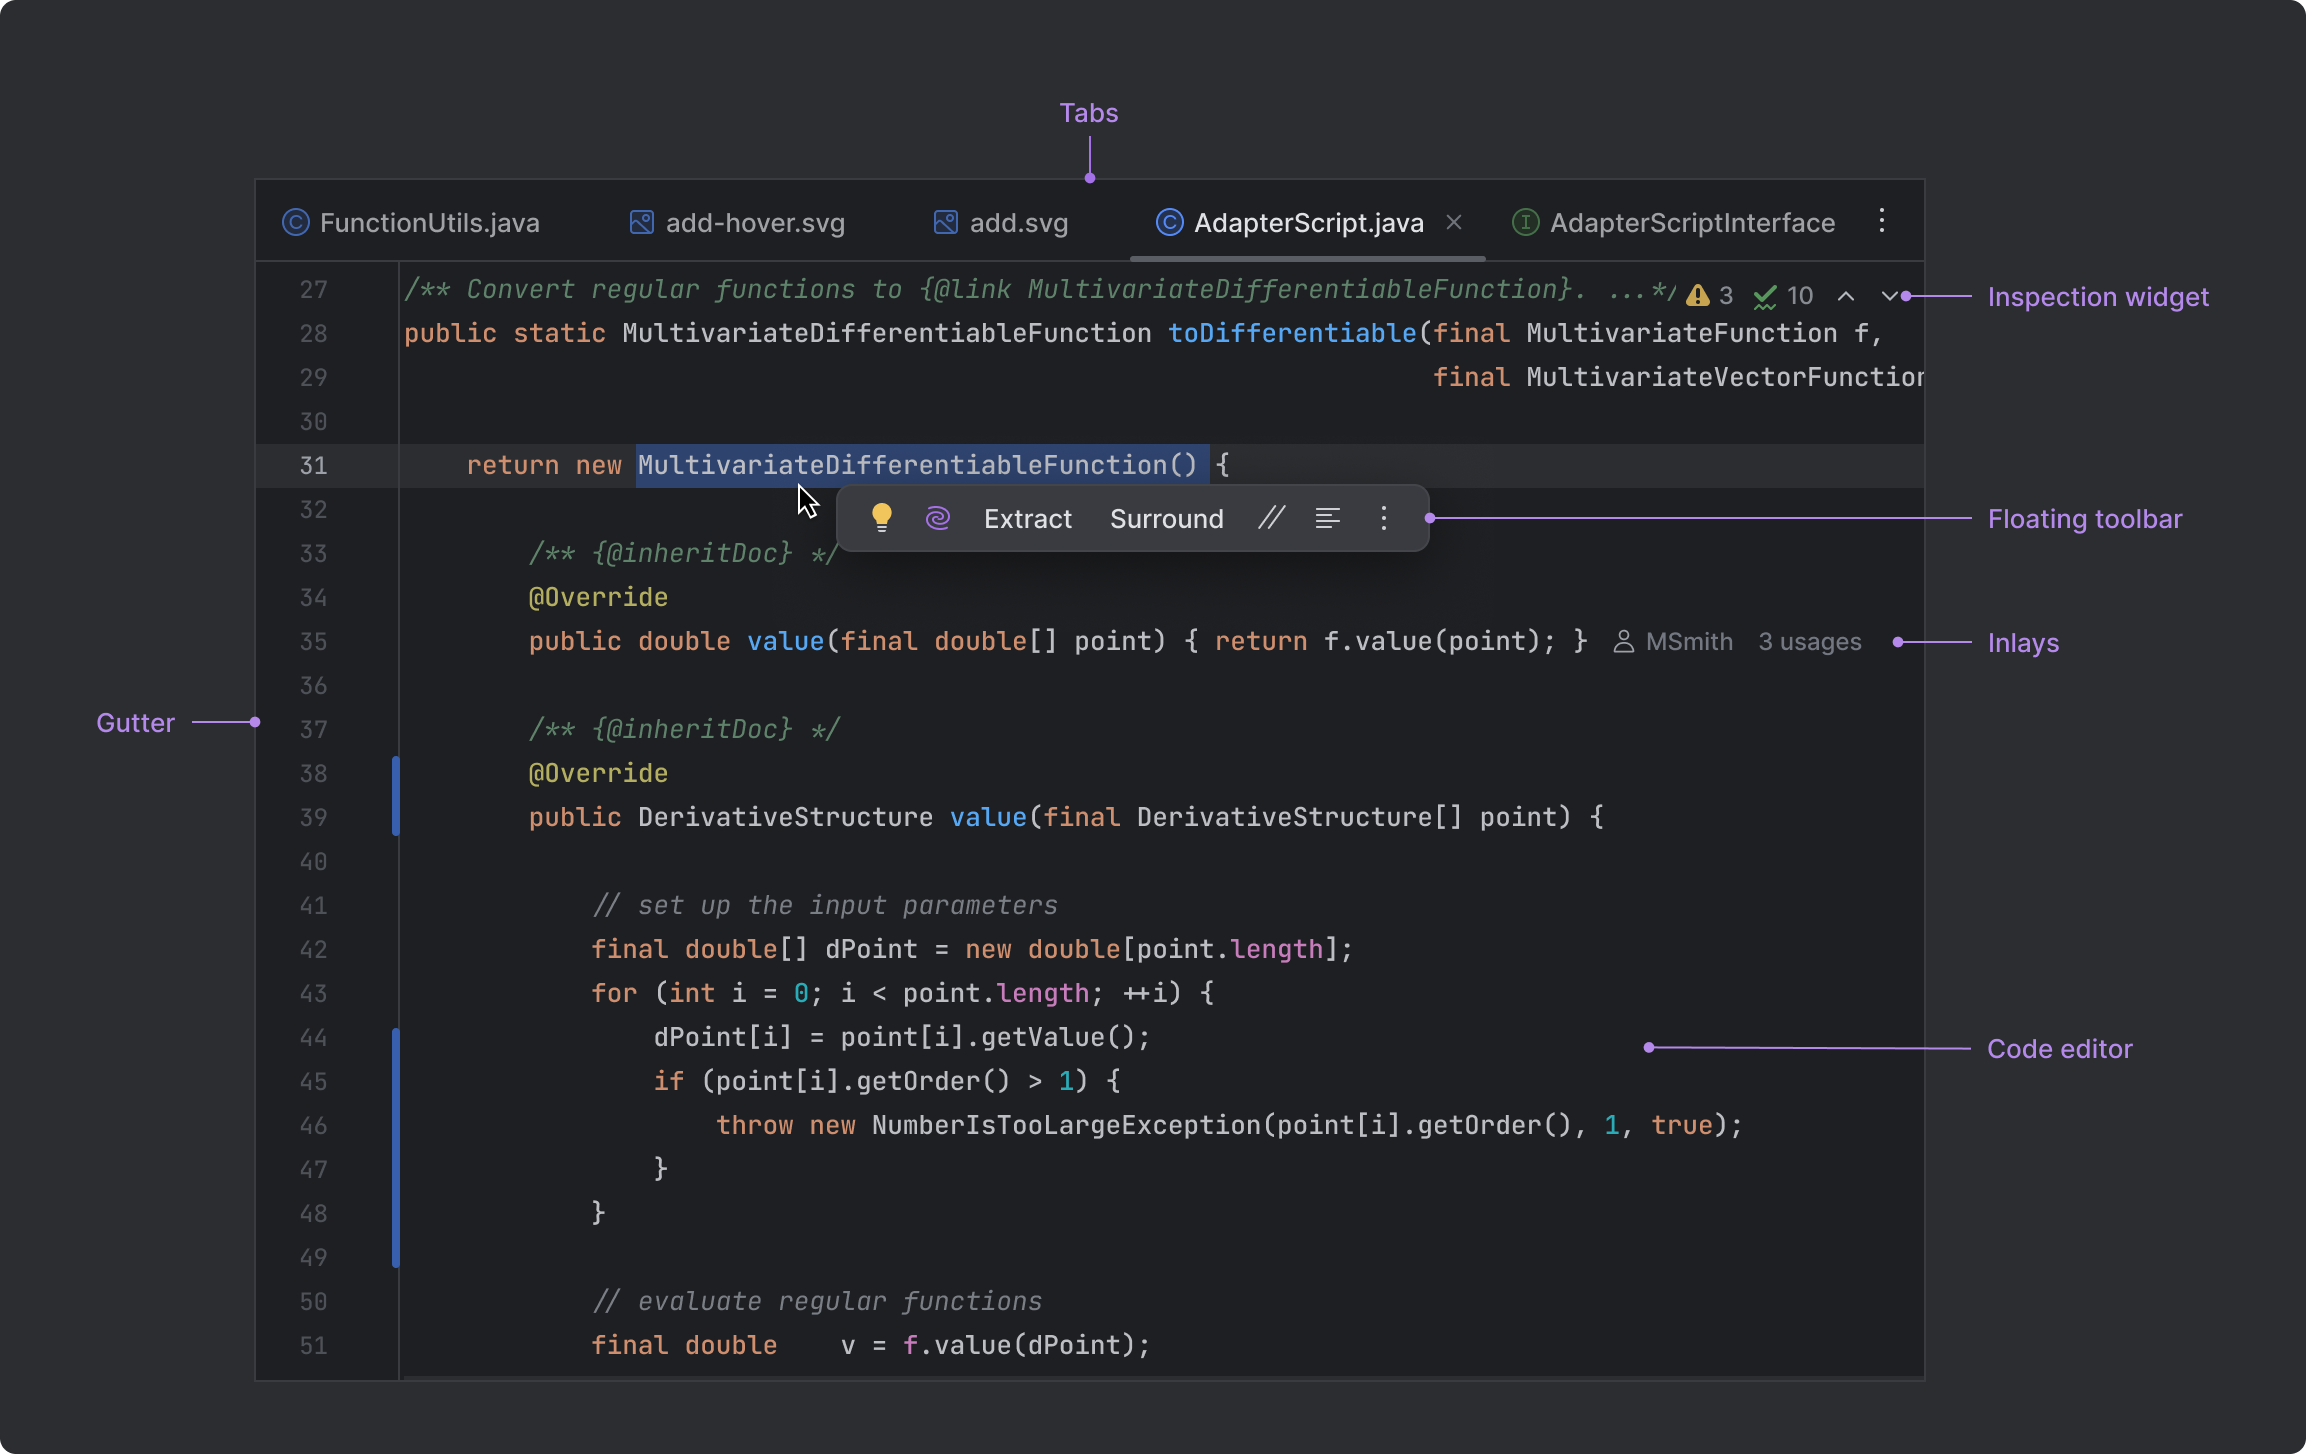 Tabs
FunctionUtils.java add-hover.svg add.svg AdapterScript.java AdapterScriptInterface
27 /** Convert regular functions to {@link MultivariateDifferentiableFunction}. ...*/ 3 10
Inspection widget
28 public static MultivariateDifferentiableFunction toDifferentiable(final MultivariateFunction f,
29 final MultivariateVectorFunction
30
31 return new MultivariateDifferentiableFunction() {
32
Extract Surround //
Floating toolbar
33 /** {@inheritDoc} */
34 @Override
35 public double value(final double[] point) { return f.value(point); } MSmith 3 usages
Inlays
36
Gutter
37 /** {@inheritDoc} */
38 @Override
39 public DerivativeStructure value(final DerivativeStructure[] point) {
40
41 // set up the input parameters
42 final double[] dPoint = new double[point.length];
43 for (int i = 0; i < point.length; ++i) {
44 dPoint[i] = point[i].getValue();
Code editor
45 if (point[i].getOrder() > 1) {
46 throw new NumberIsTooLargeException(point[i].getOrder(), 1, true);
47 }
48 }
49
50 // evaluate regular functions
51 final double v = f.value(dPoint);